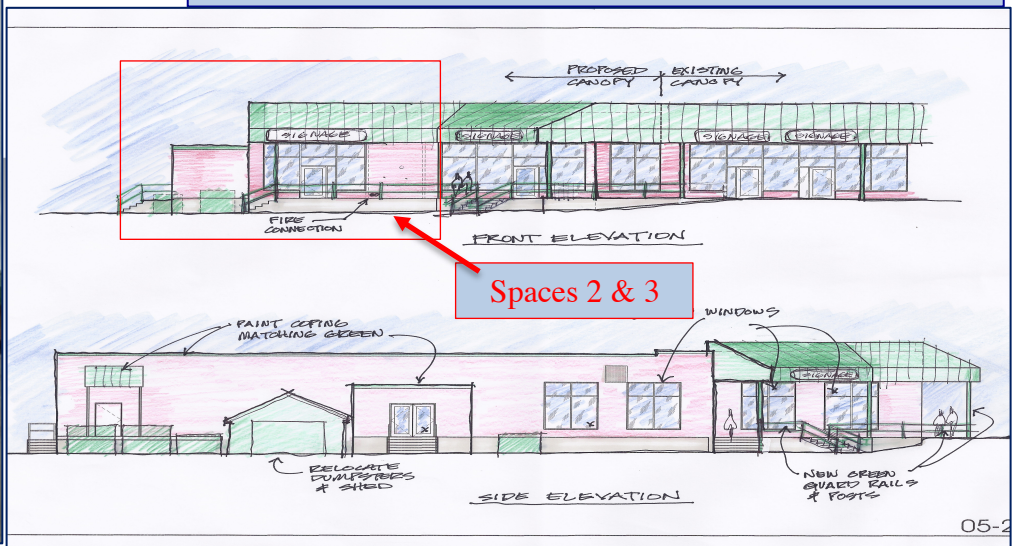 PROPOSED CANOPY
EXISTING CANOPY
SIGNAGE
SIGNAGE
SIGNAGE
SIGNAGE
FIRE
CONNECTION
FRONT ELEVATION
Spaces 2 & 3
PAINT COPING
MATCHING GREEN
WINDOWS
SIGNAGE
RELOCATE
DUMPSTERS
& SHED
NEW GREEN
GUARD RAILS
& POSTS
SIDE ELEVATION
05-2